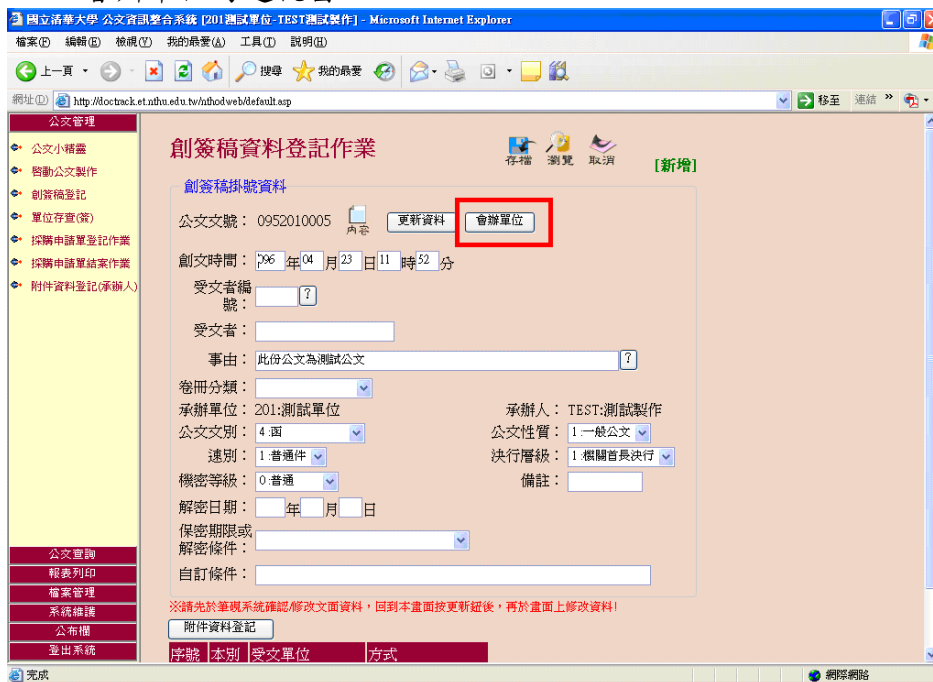 國立清華大學 公文資訊整合系統 [201測試單位-TEST測試製作] - Microsoft Internet Explorer
檔案(F) 編輯(E) 檢視(V) 我的最愛(A) 工具(T) 說明(H)
上一頁 搜尋 我的最愛
網址(D) http://doctrack.et.nthu.edu.tw/nthodweb/default.asp 移至 連結 »
公文管理
公文小精靈
啓動公文製作
創簽稿登記
單位存查(簽)
採購申請單登記作業
採購申請單結案作業
附件資料登記(承辦人)
公文查詢
報表列印
檔案管理
系統維護
公布欄
登出系統
創簽稿資料登記作業
存檔 瀏覽 取消 [新增]
創簽稿掛號資料
公文文號： 0952010005 內容 更新資料 會辦單位
創文時間： 096 年 04 月 23 日 11 時 52 分
受文者編號： ?
受文者：
事由： 此份公文為測試公文 ?
卷冊分類：
承辦單位： 201:測試單位 承辦人： TEST:測試製作
公文文別： 4:函 公文性質： 1:一般公文
速別： 1:普通件 決行層級： 1:機關首長決行
機密等級： 0:普通 備註：
解密日期： 年 月 日
保密期限或
解密條件：
自訂條件：
※請先於筆硯系統確認/修改文面資料，回到本畫面按更新鈕後，再於畫面上修改資料!
附件資料登記
序號 本別 受文單位 方式
完成 網際網路